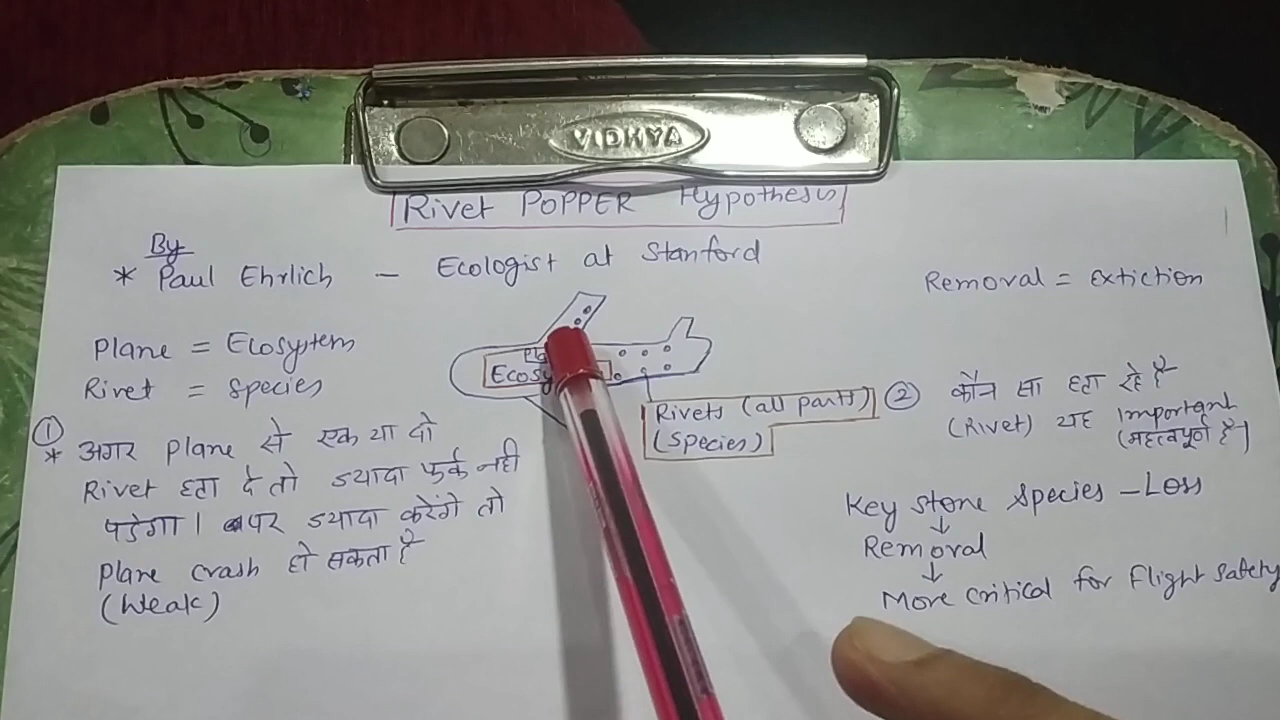 VIDHYA
Rivet POPPER Hypothesis
By
* Paul Ehrlich - Ecologist at Stanford
Removal = Extiction
Plane = Ecosystem
Rivet = Species
Rivets (all parts)
(Species)
①
* अगर plane से एक या दो
Rivet हटा दे तो ज्यादा फर्क नही
पडेगा। पर ज्यादा करेंगे तो
Plane crash हो सकता है
(Weak)
② कौन सा हटा रहे है
(Rivet) यह Important
(महत्वपूर्ण है)
Key stone Species - Loss
↓
Removal
↓
More critical for flight safety